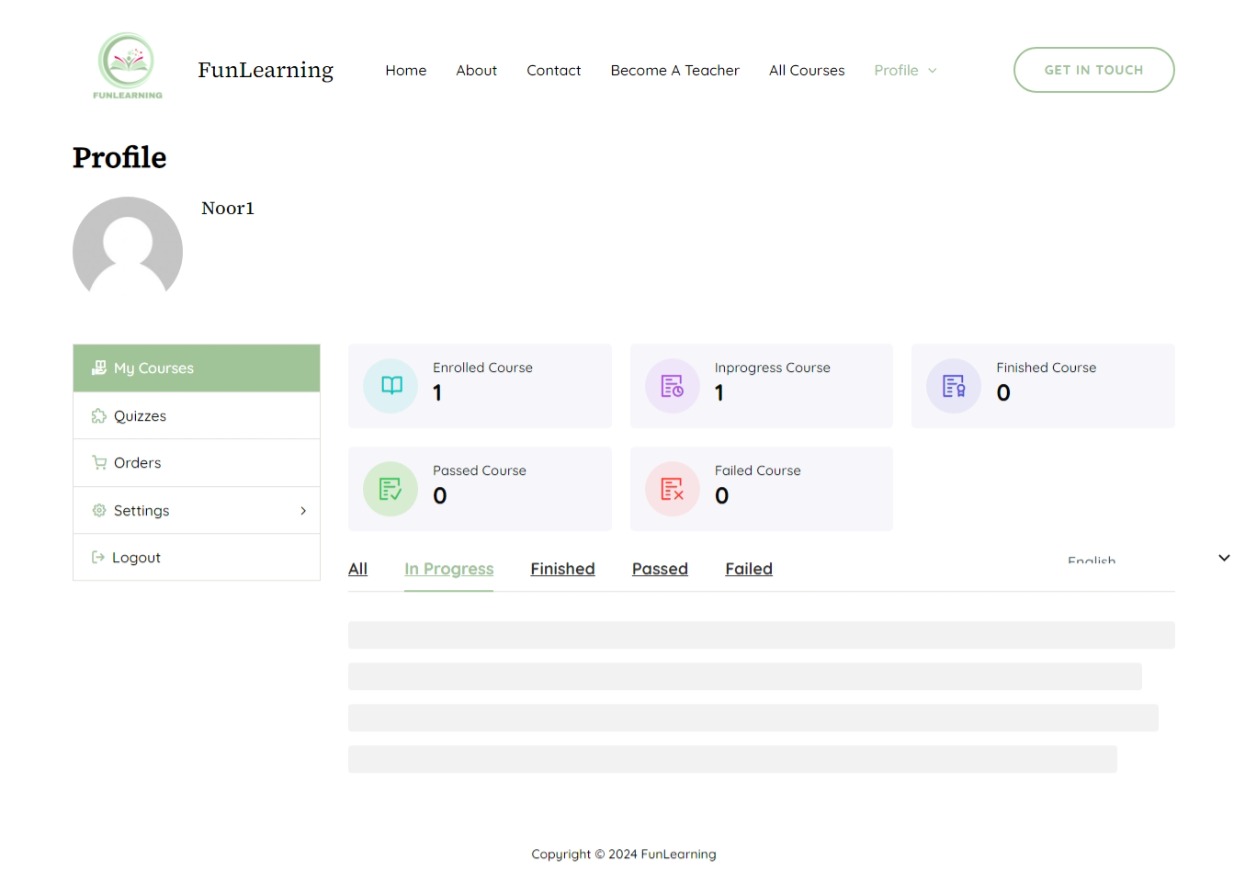 FUNLEARNING
FunLearning
Home
About
Contact
Become A Teacher
All Courses
Profile
GET IN TOUCH
Profile
Noor1
My Courses
Quizzes
Orders
Settings
Logout
Enrolled Course
1
Inprogress Course
1
Finished Course
0
Passed Course
0
Failed Course
0
All
In Progress
Finished
Passed
Failed
English
Copyright © 2024 FunLearning